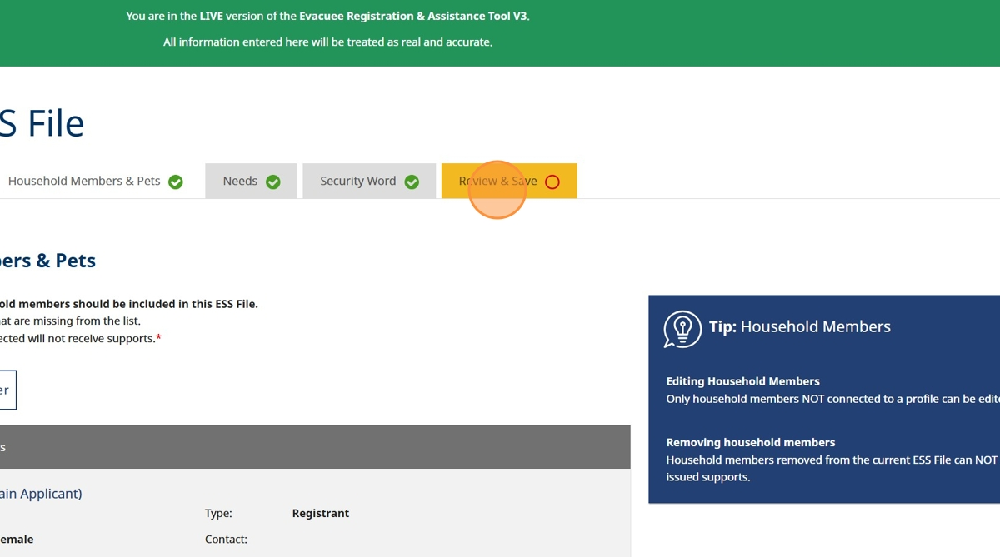 You are in the LIVE version of the Evacuee Registration & Assistance Tool V3.
All information entered here will be treated as real and accurate.
S File
Household Members & Pets
Needs
Security Word
Review & Save
ers & Pets
old members should be included in this ESS File.
at are missing from the list.
ected will not receive supports.*
er
s
ain Applicant)
Type: Registrant
emale
Contact:
Tip: Household Members
Editing Household Members
Only household members NOT connected to a profile can be edite
Removing household members
Household members removed from the current ESS File can NOT
issued supports.